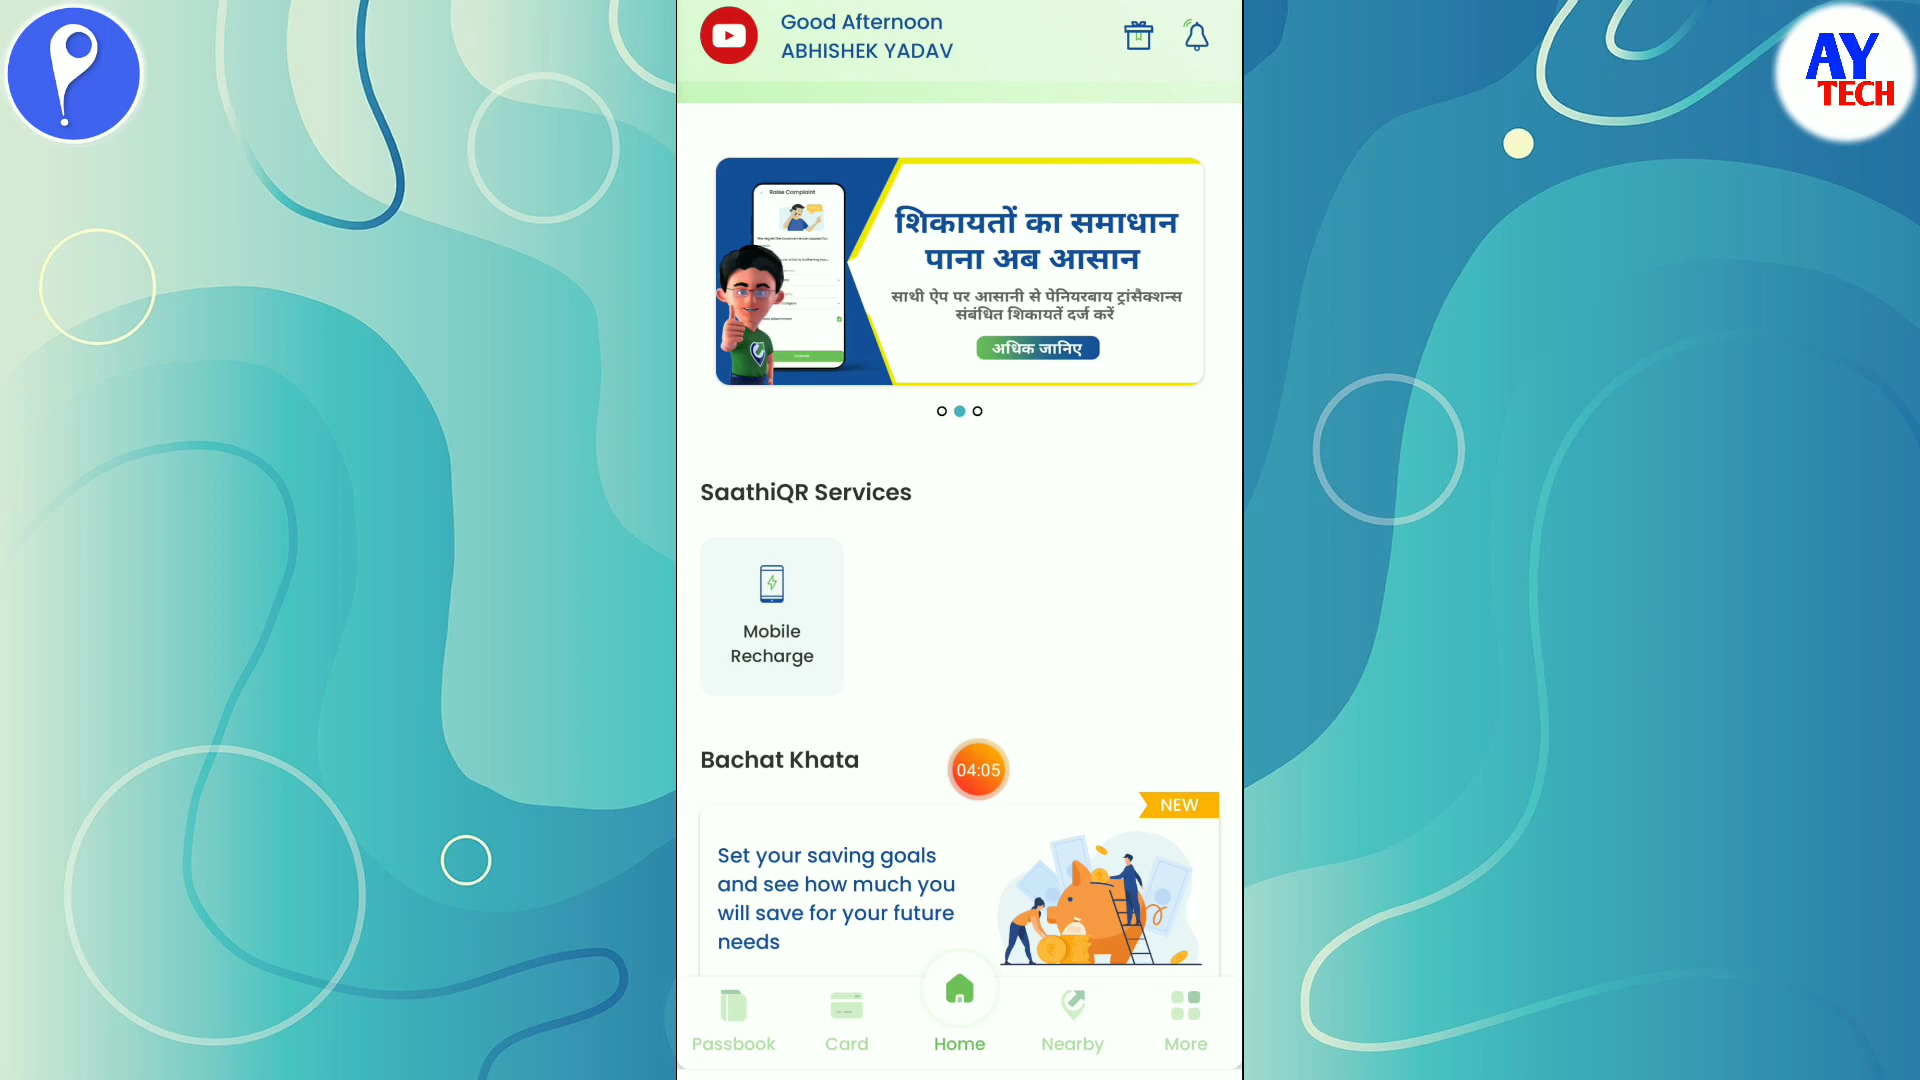 Good Afternoon
ABHISHEK YADAV
AY
TECH
Raise Complaint
शिकायतों का समाधान
पाना अब आसान
साथी ऐप पर आसानी से पेनियरबाय ट्रांसैक्शन्स
संबंधित शिकायतें दर्ज करें
अधिक जानिए
SaathiQR Services
Mobile
Recharge
Bachat Khata
04:05
NEW
Set your saving goals
and see how much you
will save for your future
needs
Passbook
Card
Home
Nearby
More